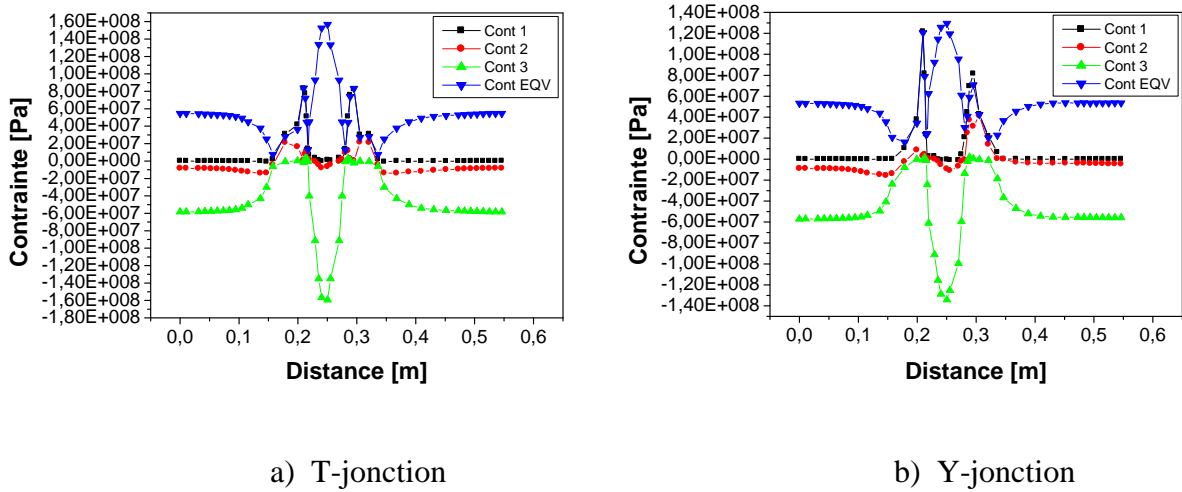 1,60E+008
1,40E+008
1,20E+008
1,00E+008
8,00E+007
6,00E+007
4,00E+007
2,00E+007
0,00E+000
-2,00E+007
-4,00E+007
-6,00E+007
-8,00E+007
-1,00E+008
-1,20E+008
-1,40E+008
-1,60E+008
-1,80E+008
Contrainte [Pa]
Cont 1
Cont 2
Cont 3
Cont EQV
0,0 0,1 0,2 0,3 0,4 0,5 0,6
Distance [m]
a) T-jonction
1,40E+008
1,20E+008
1,00E+008
8,00E+007
6,00E+007
4,00E+007
2,00E+007
0,00E+000
-2,00E+007
-4,00E+007
-6,00E+007
-8,00E+007
-1,00E+008
-1,20E+008
-1,40E+008
Contrainte [Pa]
Cont 1
Cont 2
Cont 3
Cont EQV
0,0 0,1 0,2 0,3 0,4 0,5 0,6
Distance [m]
b) Y-jonction